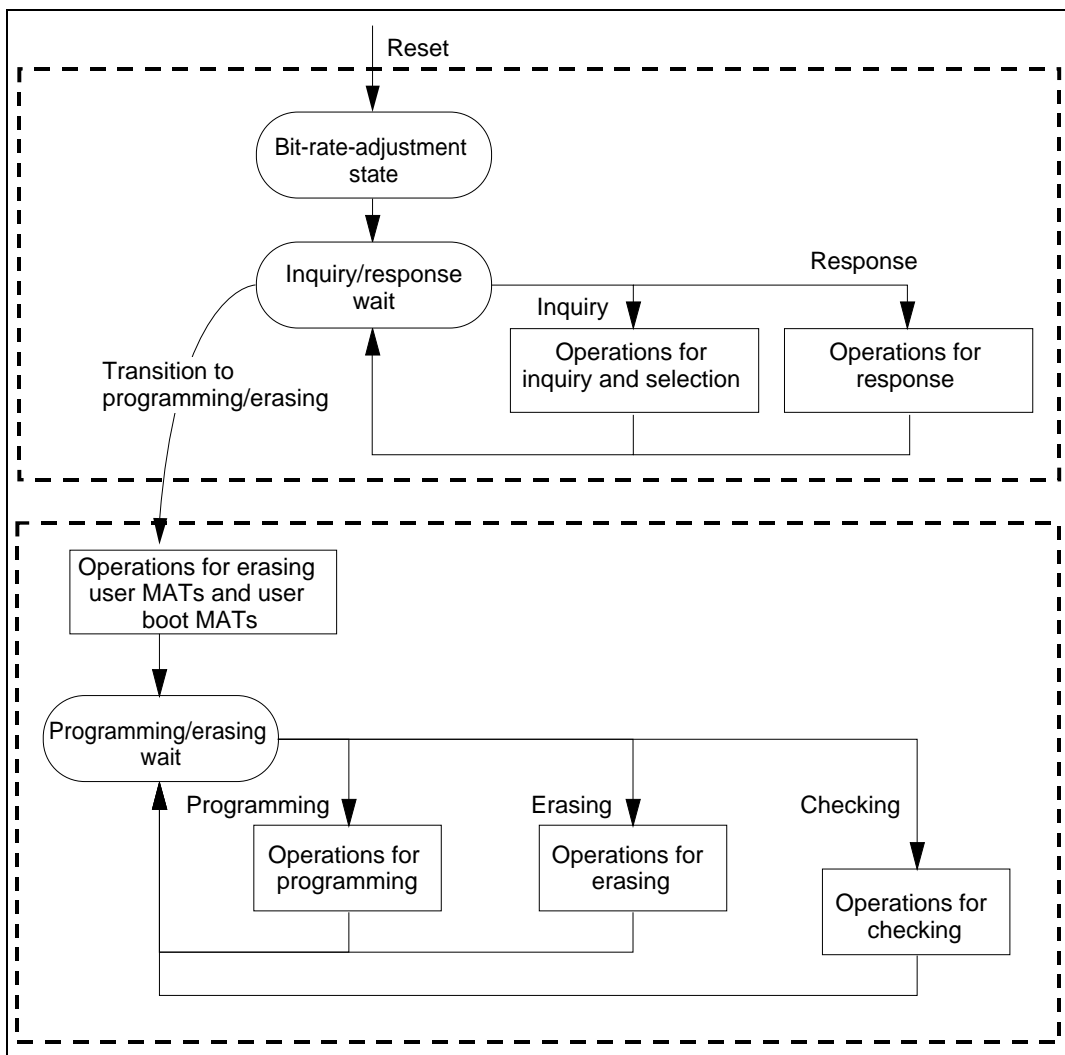 Reset
Bit-rate-adjustment
state
Inquiry/response
wait
Response
Inquiry
Operations for
inquiry and selection
Operations for
response
Transition to
programming/erasing
Operations for erasing
user MATs and user
boot MATs
Programming/erasing
wait
Programming
Erasing
Checking
Operations for
programming
Operations for
erasing
Operations for
checking